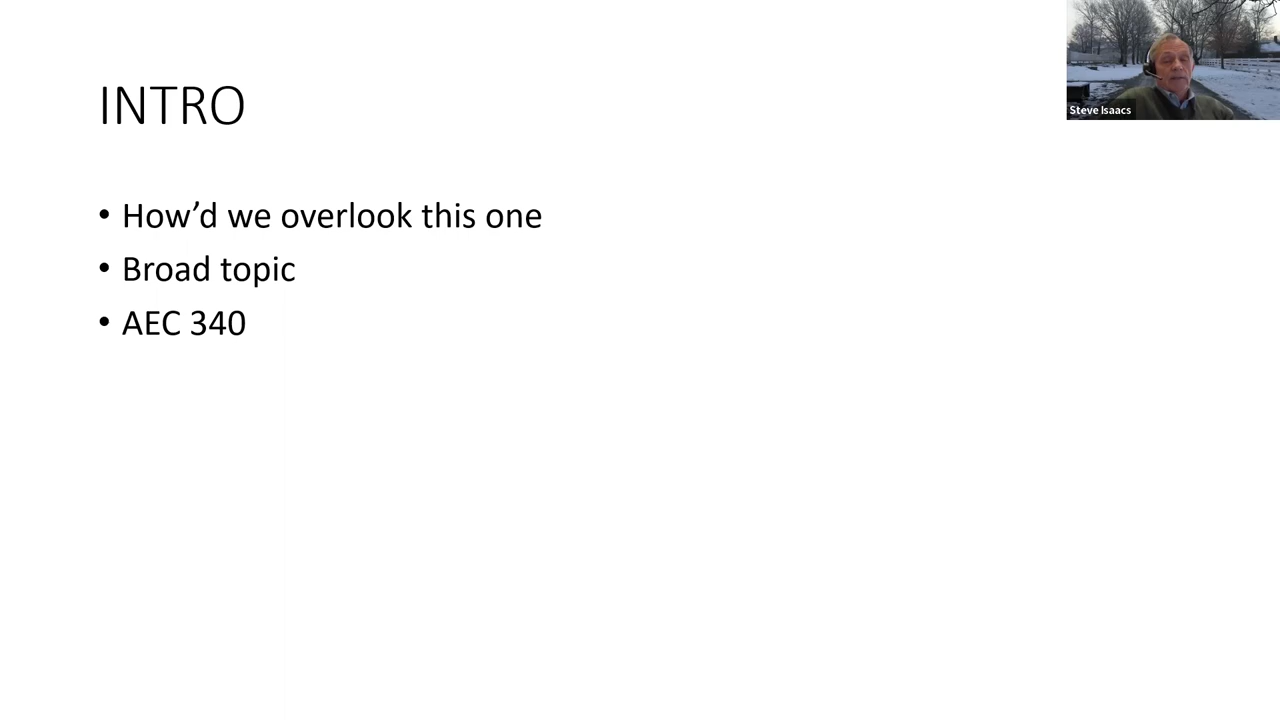 INTRO
Steve Isaacs
• How’d we overlook this one
• Broad topic
• AEC 340